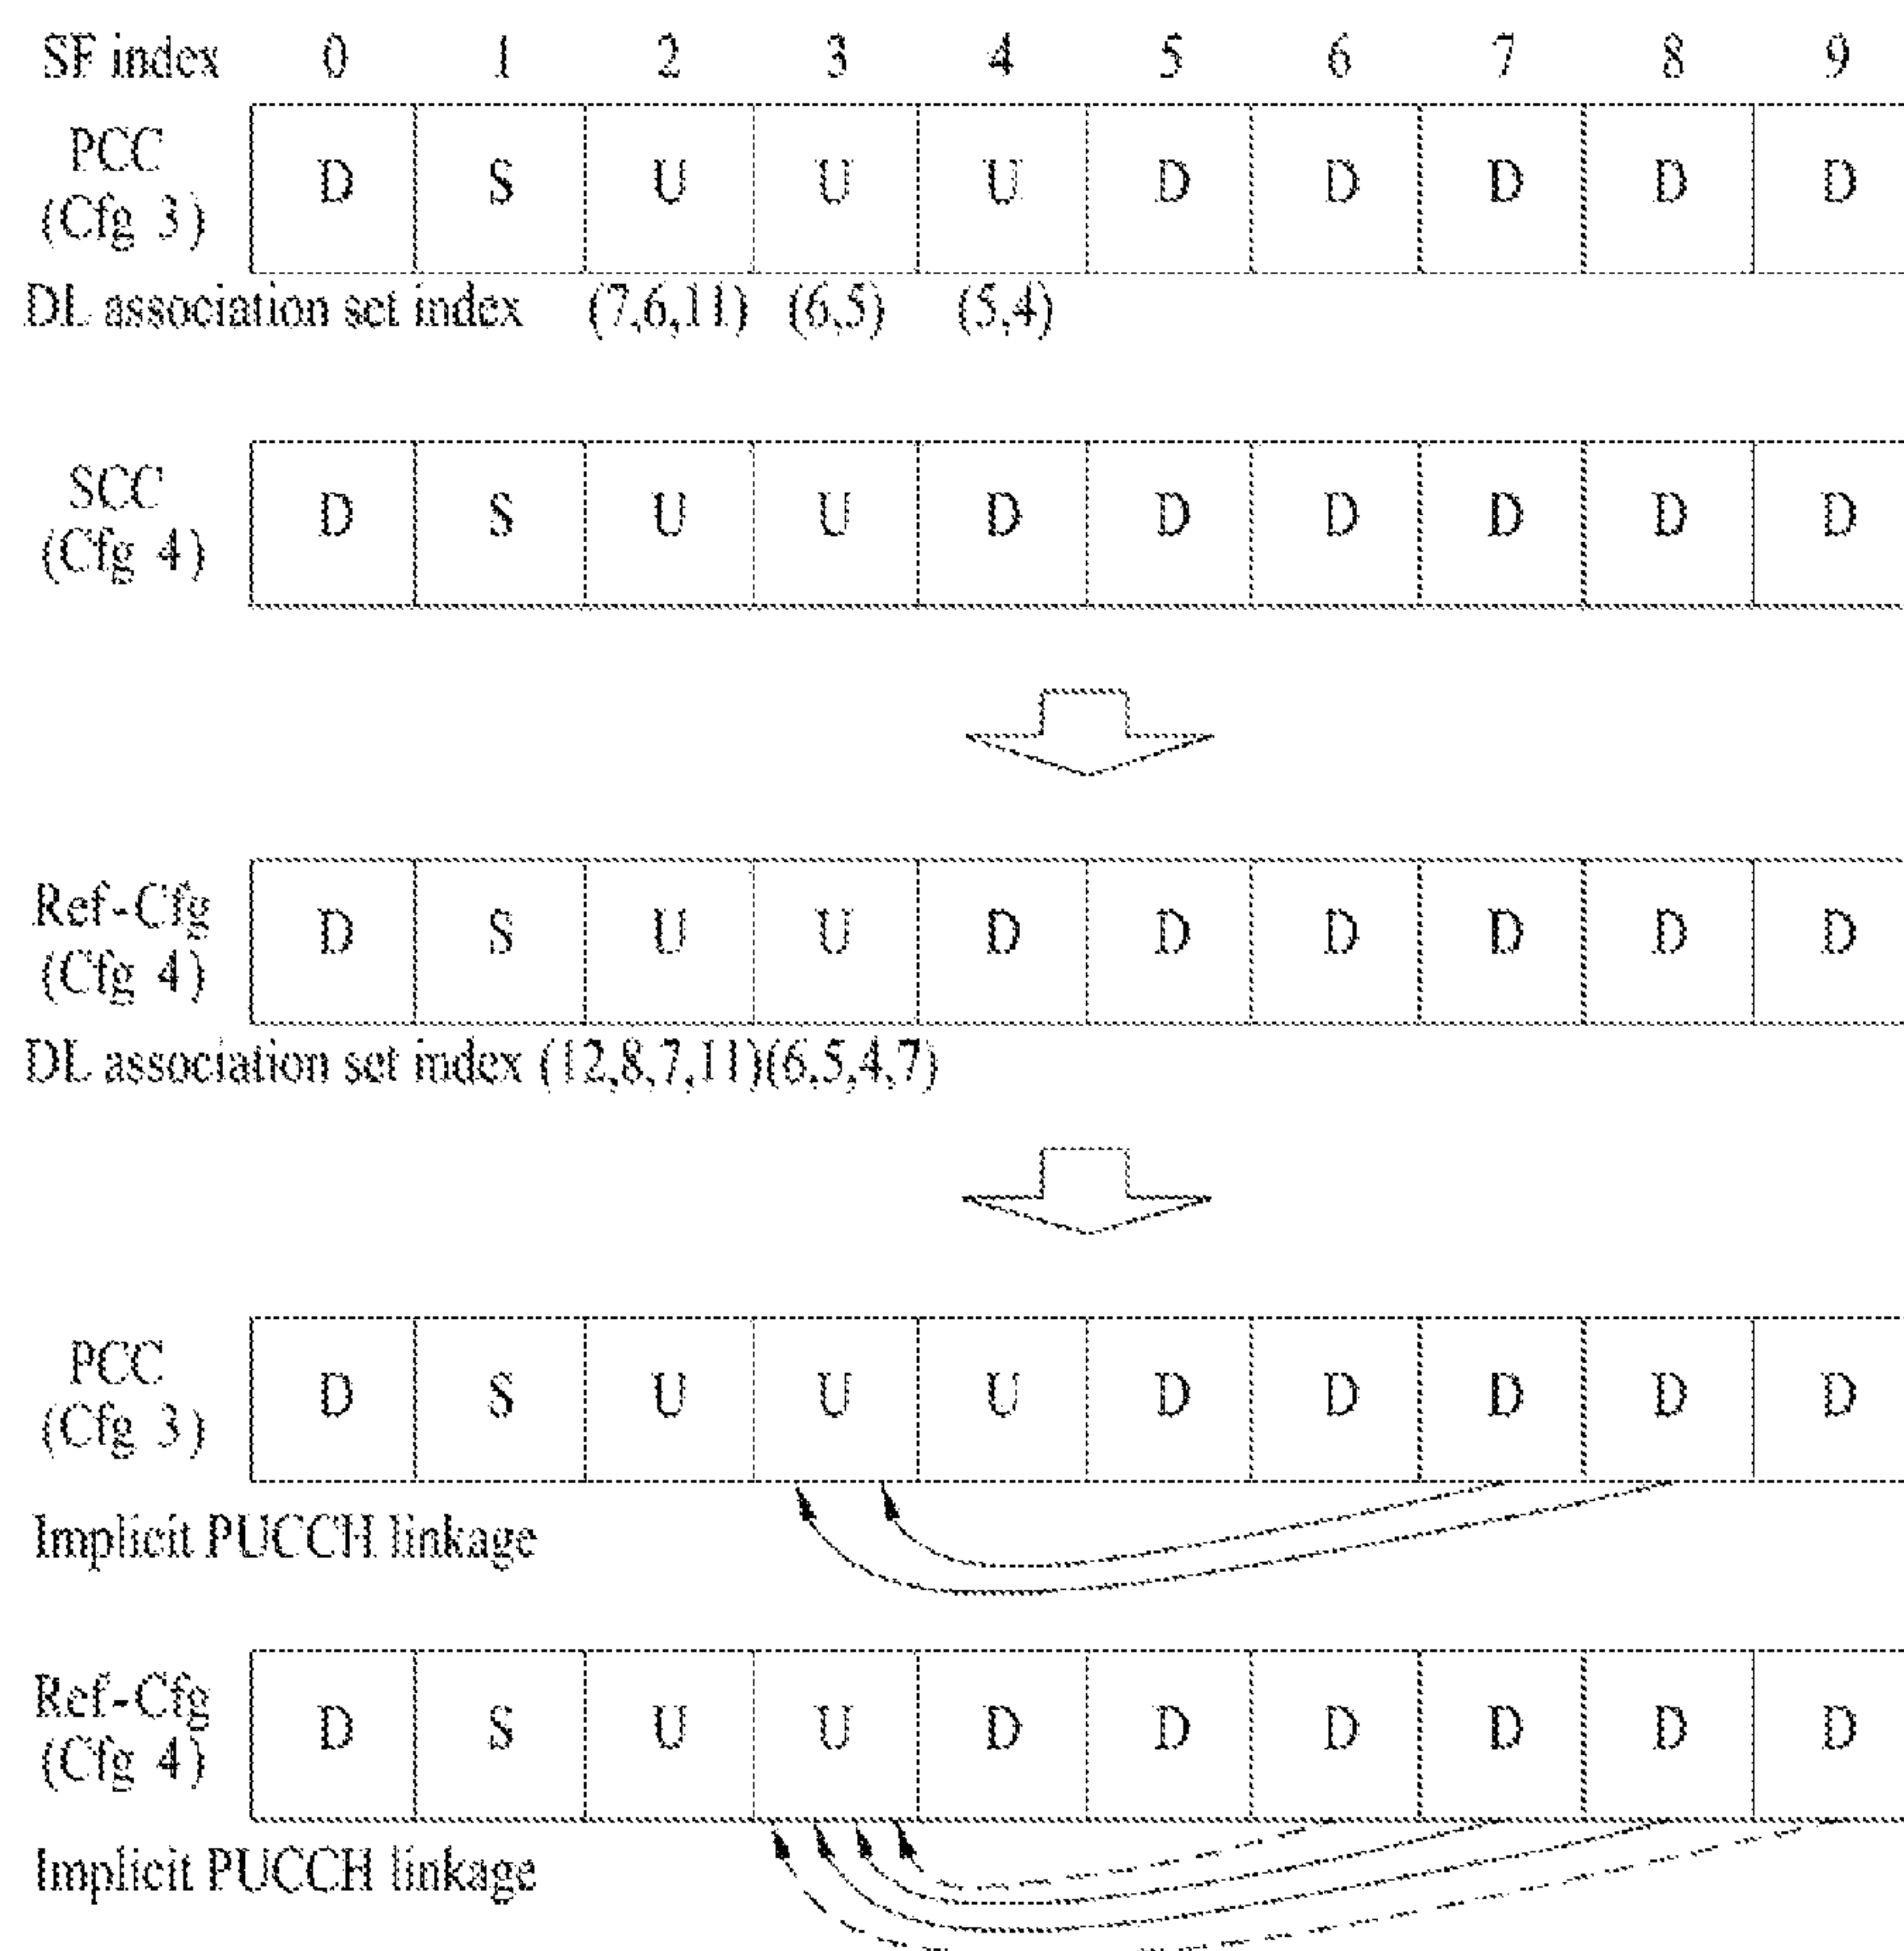 SF index 0 1 2 3 4 5 6 7 8 9
PCC
(Cfg 3)
D S U U U D D D D D
DL association set index (7,6,11) (6,5) (5,4)
SCC
(Cfg 4)
D S U U D D D D D D
Ref-Cfg
(Cfg 4)
D S U U D D D D D D
DL association set index (12,8,7,11)(6,5,4,7)
PCC
(Cfg 3)
D S U U U D D D D D
Implicit PUCCH linkage
Ref-Cfg
(Cfg 4)
D S U U D D D D D D
Implicit PUCCH linkage